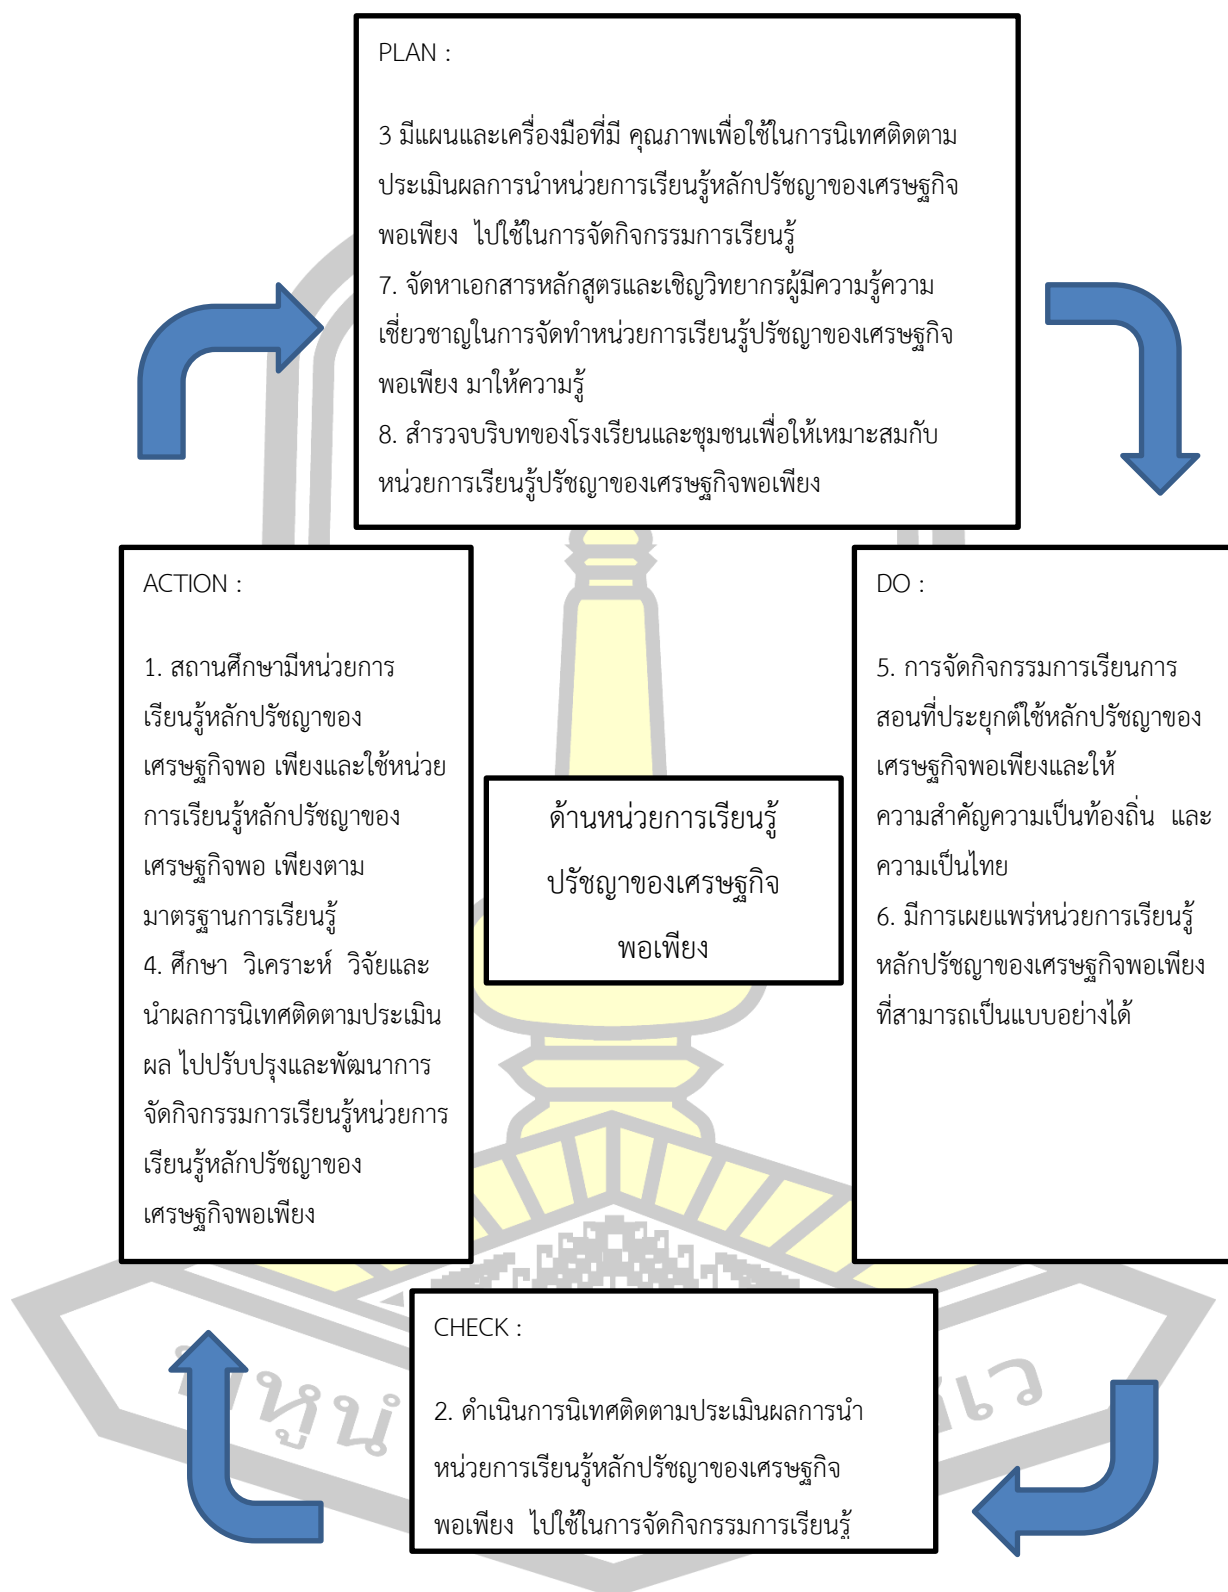 PLAN :
3 มีแผนและเครื่องมือที่มี คุณภาพเพื่อใช้ในการนิเทศติดตาม
ประเมินผลการนำหน่วยการเรียนรู้หลักปรัชญาของเศรษฐกิจ
พอเพียง ไปใช้ในการจัดกิจกรรมการเรียนรู้
7. จัดหาเอกสารหลักสูตรและเชิญวิทยากรผู้มีความรู้ความ
เชี่ยวชาญในการจัดทำหน่วยการเรียนรู้ปรัชญาของเศรษฐกิจ
พอเพียง มาให้ความรู้
8. สำรวจบริบทของโรงเรียนและชุมชนเพื่อให้เหมาะสมกับ
หน่วยการเรียนรู้ปรัชญาของเศรษฐกิจพอเพียง
ACTION :
1. สถานศึกษามีหน่วยการ
เรียนรู้หลักปรัชญาของ
เศรษฐกิจพอ เพียงและใช้หน่วย
การเรียนรู้หลักปรัชญาของ
เศรษฐกิจพอ เพียงตาม
มาตรฐานการเรียนรู้
4. ศึกษา วิเคราะห์ วิจัยและ
นำผลการนิเทศติดตามประเมิน
ผล ไปปรับปรุงและพัฒนาการ
จัดกิจกรรมการเรียนรู้หน่วยการ
เรียนรู้หลักปรัชญาของ
เศรษฐกิจพอเพียง
ด้านหน่วยการเรียนรู้
ปรัชญาของเศรษฐกิจ
พอเพียง
DO :
5. การจัดกิจกรรมการเรียนการ
สอนที่ประยุกต์ใช้หลักปรัชญาของ
เศรษฐกิจพอเพียงและให้
ความสำคัญความเป็นท้องถิ่น และ
ความเป็นไทย
6. มีการเผยแพร่หน่วยการเรียนรู้
หลักปรัชญาของเศรษฐกิจพอเพียง
ที่สามารถเป็นแบบอย่างได้
CHECK :
2. ดำเนินการนิเทศติดตามประเมินผลการนำ
หน่วยการเรียนรู้หลักปรัชญาของเศรษฐกิจ
พอเพียง ไปใช้ในการจัดกิจกรรมการเรียนรู้